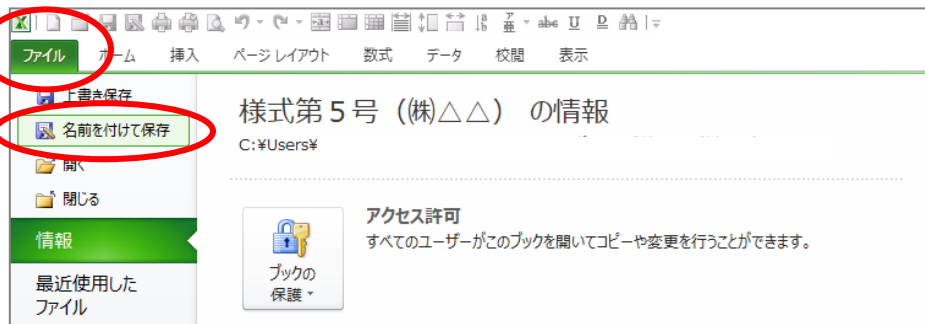 ファイル ホーム 挿入 ページ レイアウト 数式 データ 校閲 表示
上書き保存
名前を付けて保存
開く
閉じる
情報
最近使用した
ファイル
様式第５号（㈱△△） の情報
C:¥Users¥
ブックの
保護
アクセス許可
すべてのユーザーがこのブックを開いてコピーや変更を行うことができます。